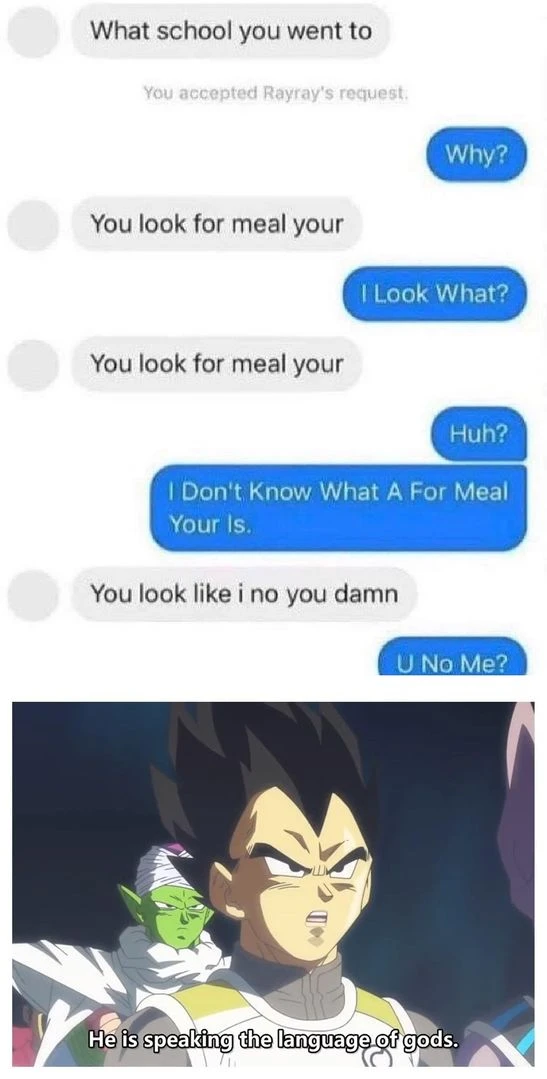 What school you went to
You accepted Rayray's request.
Why?
You look for meal your
I Look What?
You look for meal your
Huh?
I Don't Know What A For Meal
Your Is.
You look like i no you damn
U No Me?
He is speaking the language of gods.